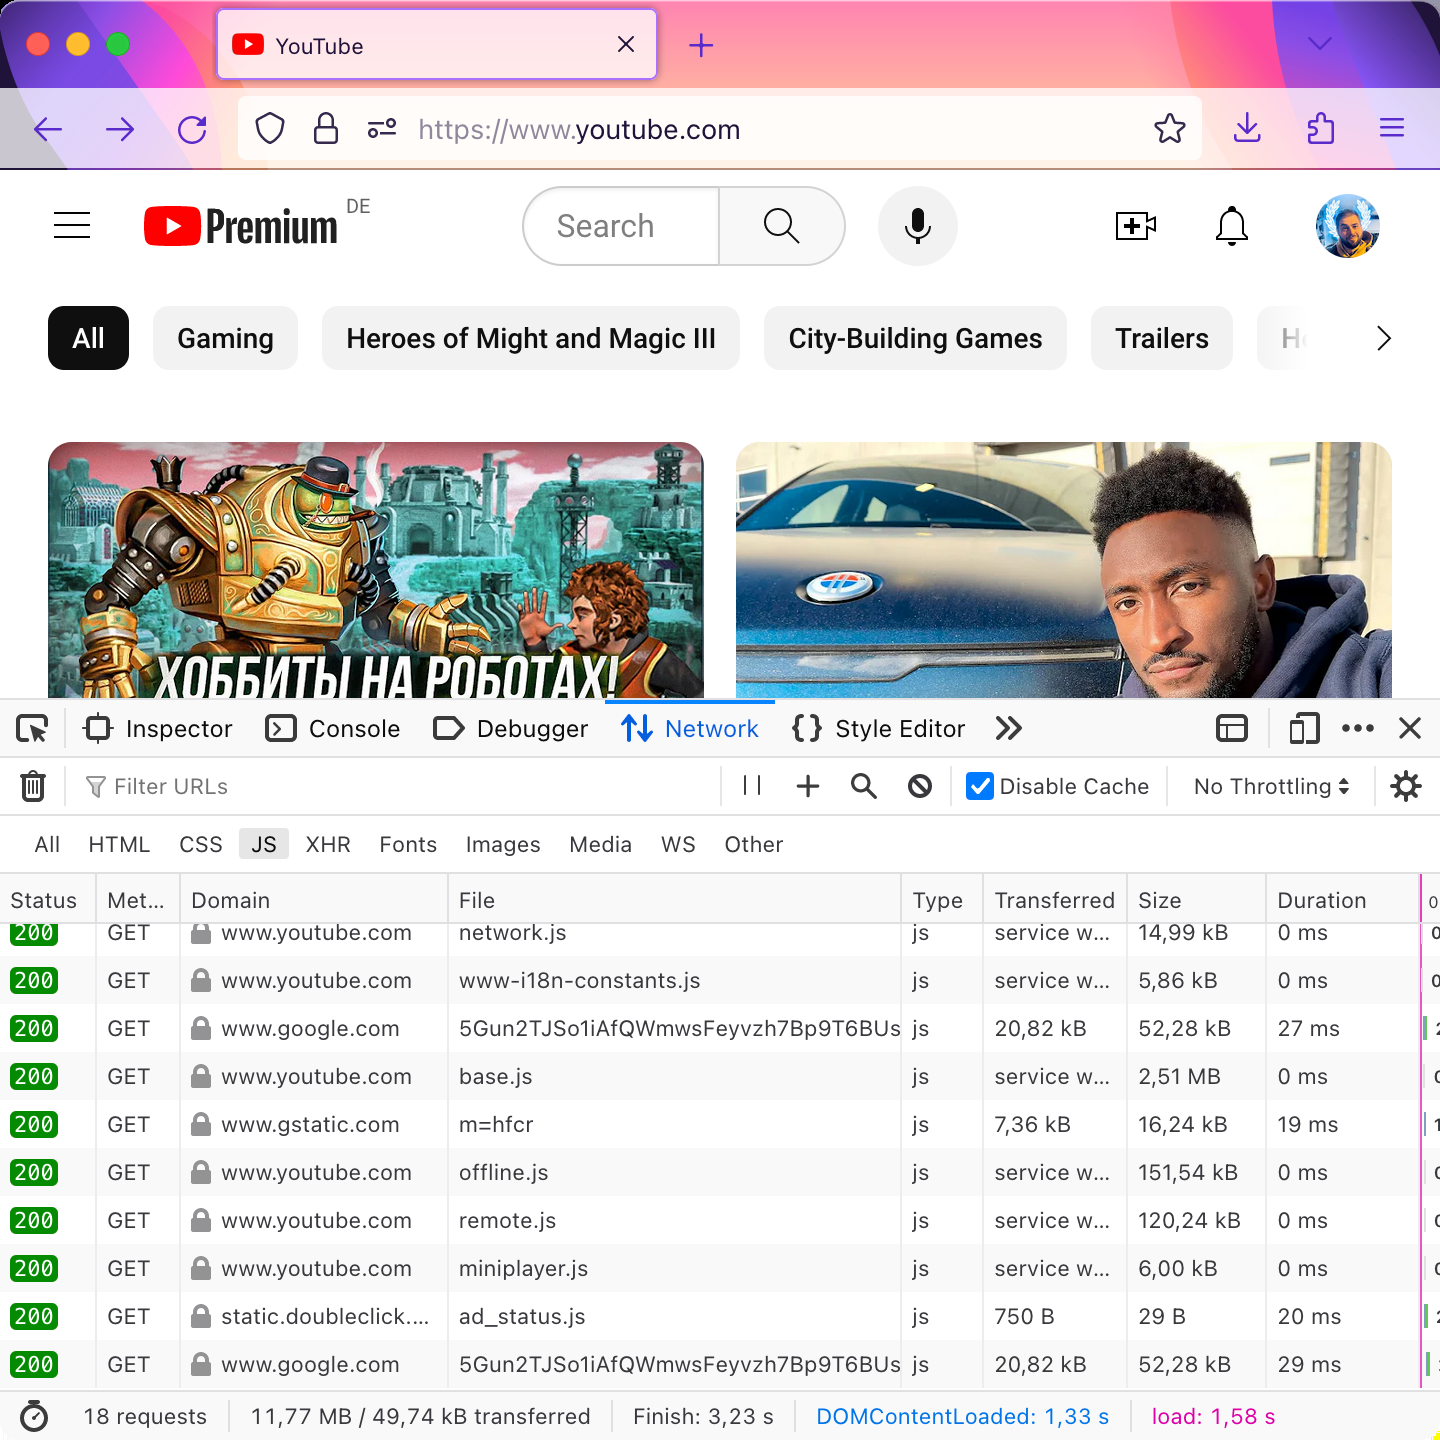 YouTube
https://www.youtube.com
Premium DE
Search
All Gaming Heroes of Might and Magic III City-Building Games Trailers
ХОББИТЫ НА РОБОТАХ!
Inspector Console Debugger Network Style Editor
Filter URLs Disable Cache No Throttling
All HTML CSS JS XHR Fonts Images Media WS Other
Status Met... Domain File Type Transferred Size Duration 0
200 GET www.youtube.com network.js js service w... 14,99 kB 0 ms
200 GET www.youtube.com www-i18n-constants.js js service w... 5,86 kB 0 ms
200 GET www.google.com 5Gun2TJSo1iAfQWmwsFeyvzh7Bp9T6BUs js 20,82 kB 52,28 kB 27 ms
200 GET www.youtube.com base.js js service w... 2,51 MB 0 ms
200 GET www.gstatic.com m=hfcr js 7,36 kB 16,24 kB 19 ms
200 GET www.youtube.com offline.js js service w... 151,54 kB 0 ms
200 GET www.youtube.com remote.js js service w... 120,24 kB 0 ms
200 GET www.youtube.com miniplayer.js js service w... 6,00 kB 0 ms
200 GET static.doubleclick.... ad_status.js js 750 B 29 B 20 ms
200 GET www.google.com 5Gun2TJSo1iAfQWmwsFeyvzh7Bp9T6BUs js 20,82 kB 52,28 kB 29 ms
18 requests 11,77 MB / 49,74 kB transferred Finish: 3,23 s DOMContentLoaded: 1,33 s load: 1,58 s